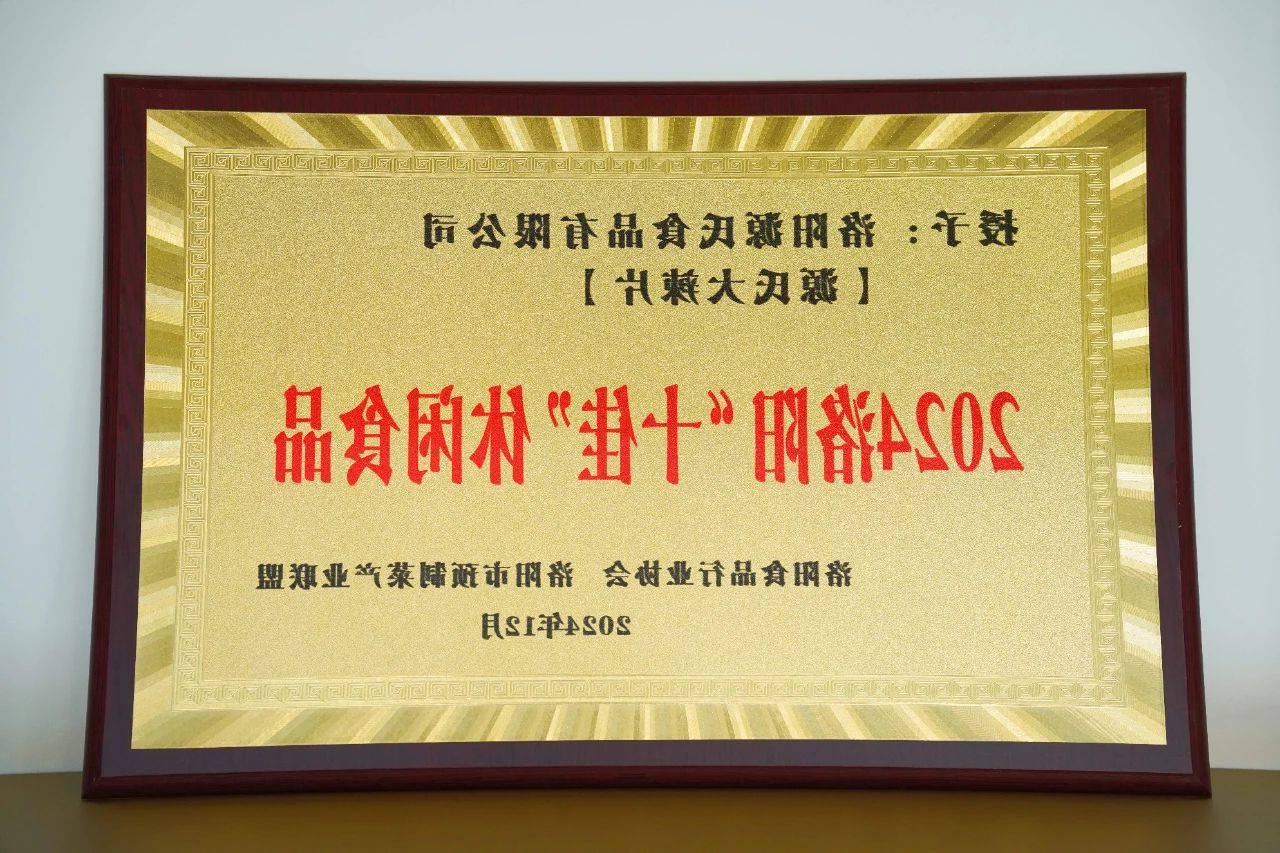 授予：洛阳源氏食品有限公司
【源氏大辣片】
2024洛阳“十佳”休闲食品
洛阳食品行业协会 洛阳市预制菜产业联盟
2024年12月